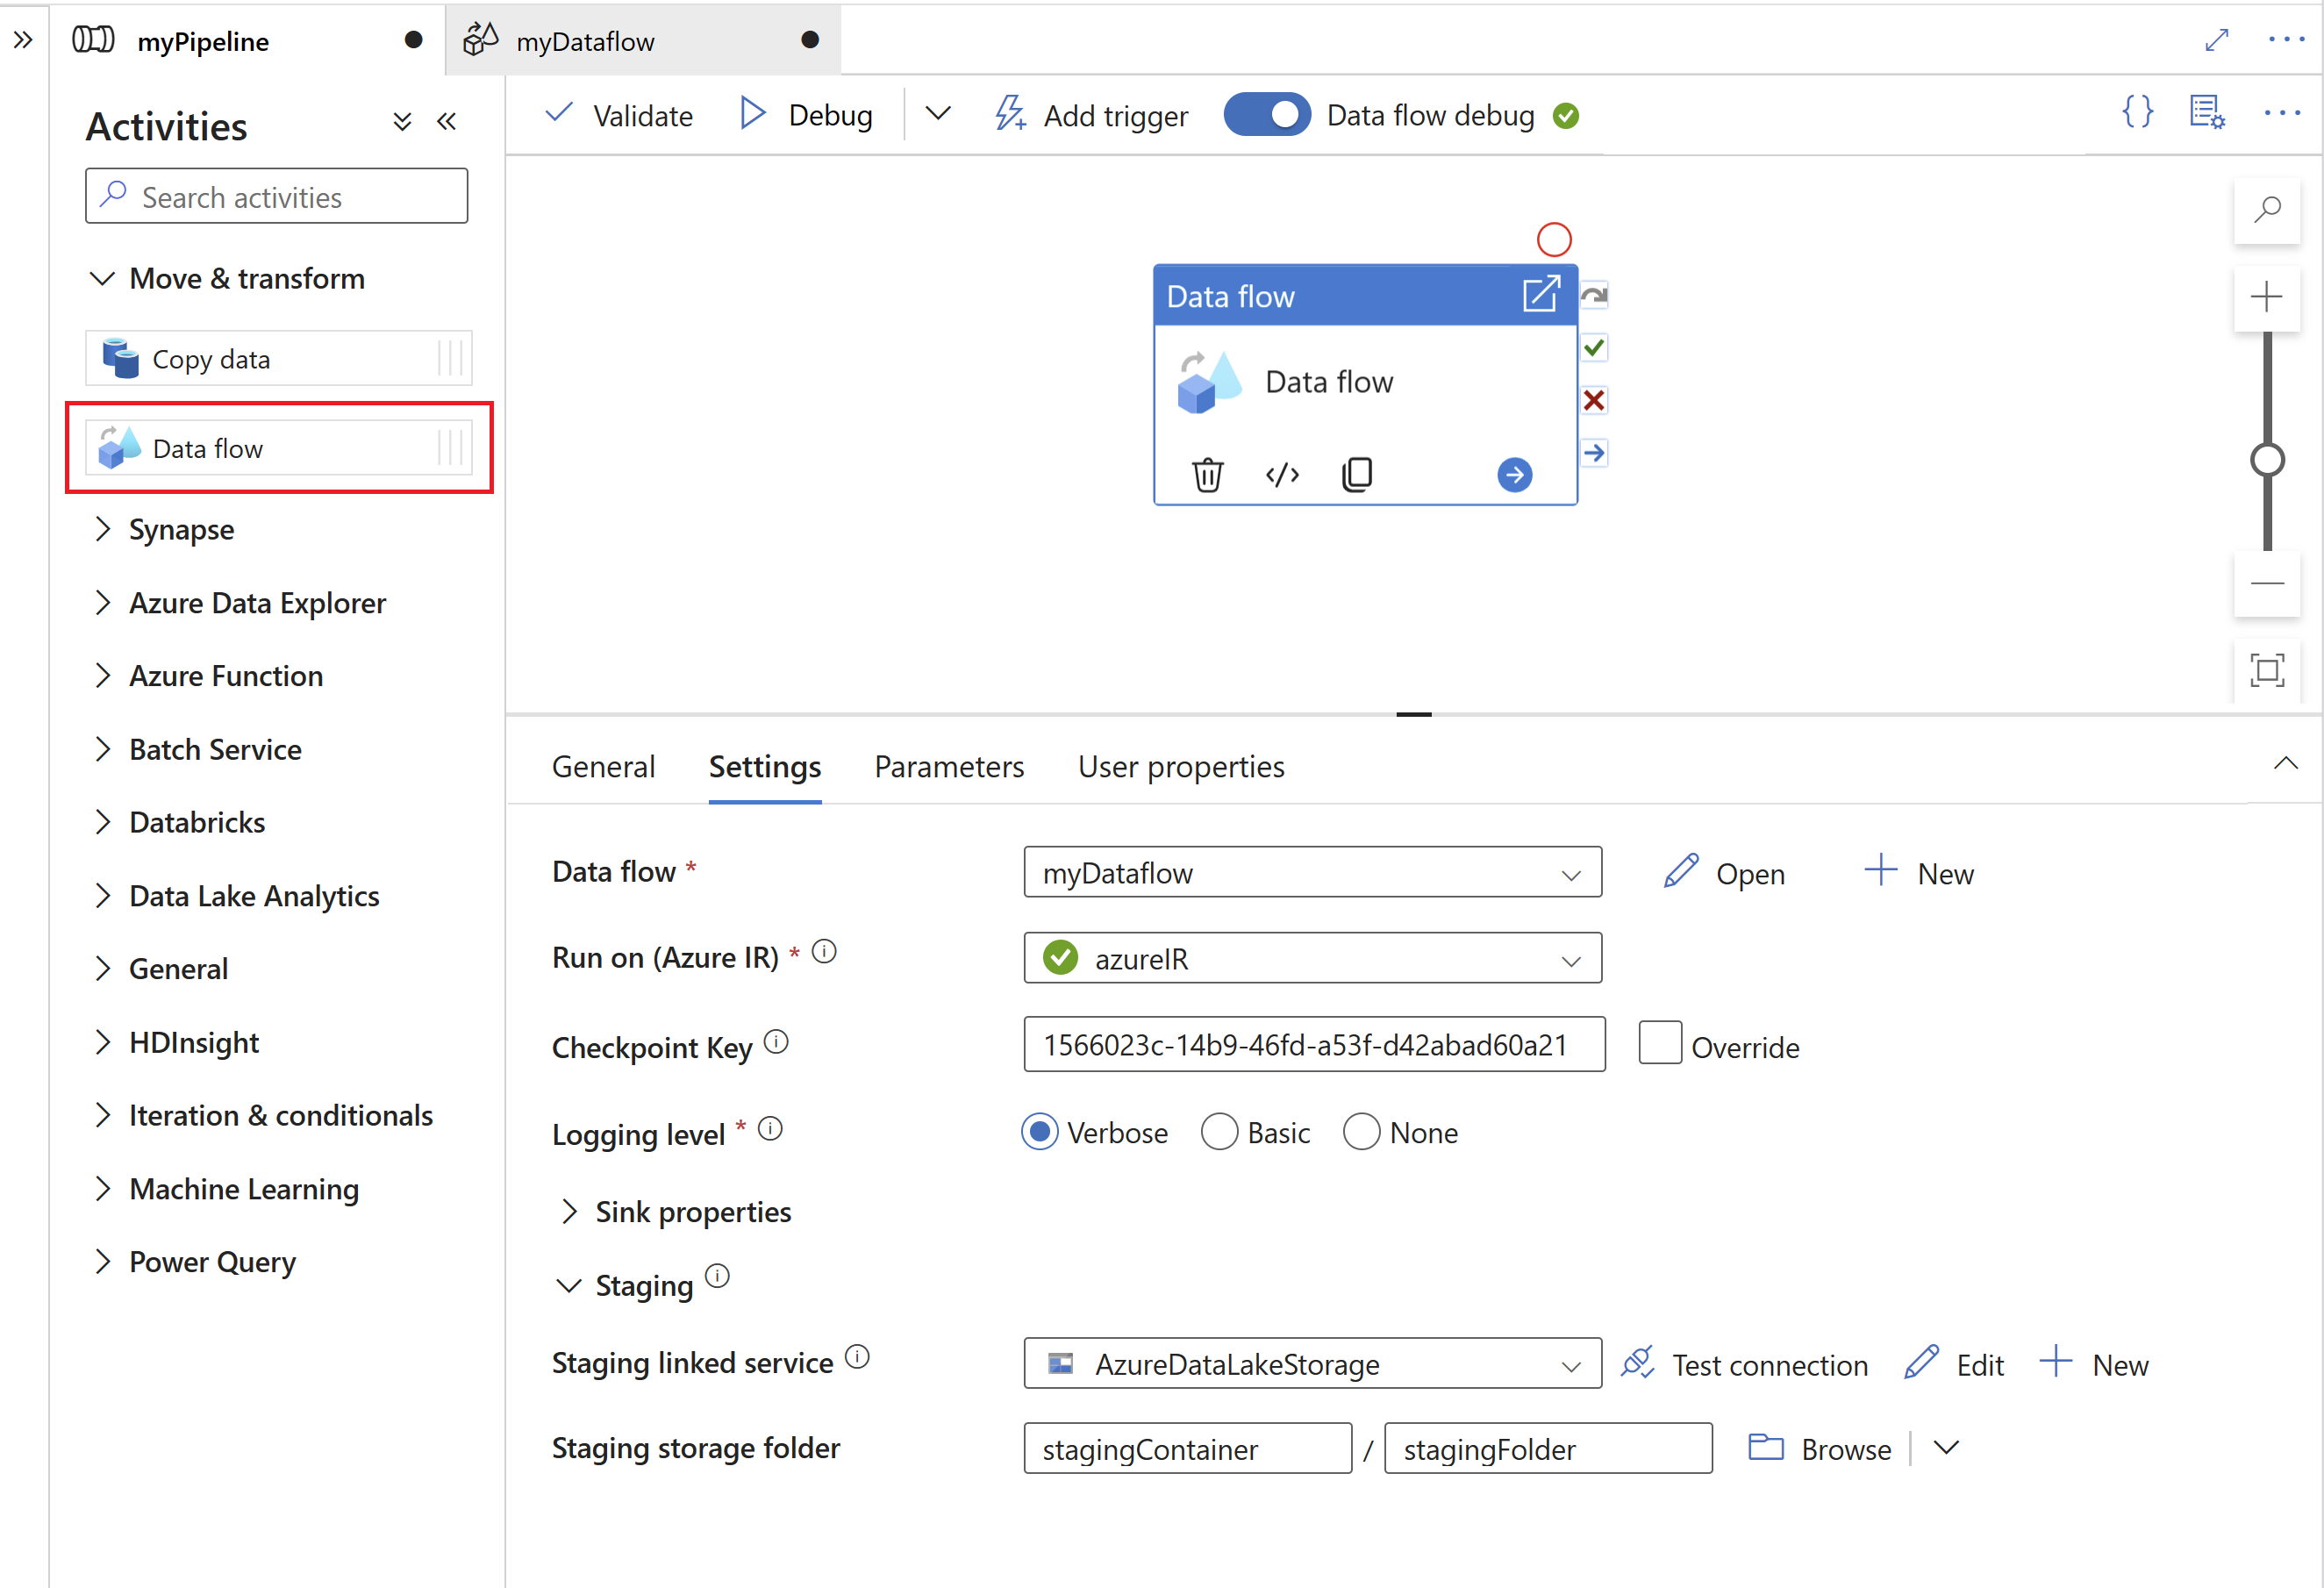 myPipeline
myDataflow
Activities
Validate
Debug
Add trigger
Data flow debug
Search activities
Move & transform
Copy data
Data flow
Synapse
Azure Data Explorer
Azure Function
Batch Service
Databricks
Data Lake Analytics
General
HDInsight
Iteration & conditionals
Machine Learning
Power Query
Data flow
Data flow
General Settings Parameters User properties
Data flow * myDataflow Open New
Run on (Azure IR) * azureIR
Checkpoint Key 1566023c-14b9-46fd-a53f-d42abad60a21 Override
Logging level * Verbose Basic None
Sink properties
Staging
Staging linked service AzureDataLakeStorage Test connection Edit New
Staging storage folder stagingContainer / stagingFolder Browse